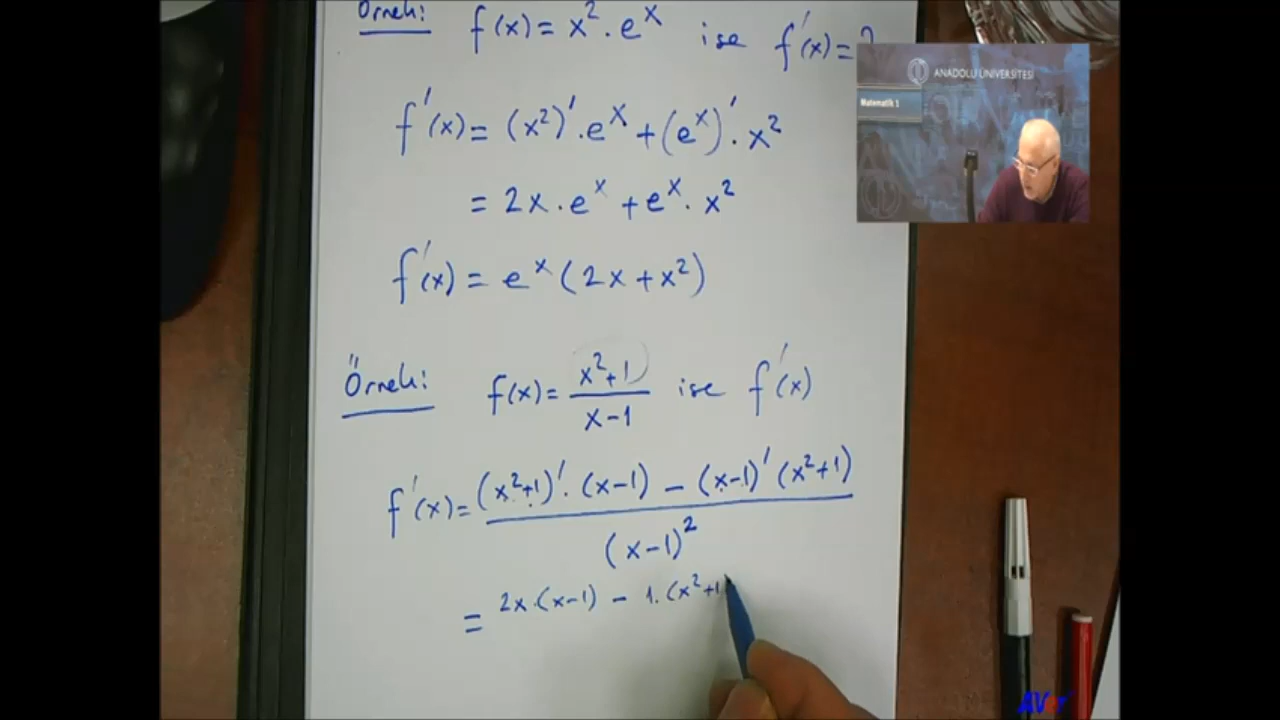 Örnek: f(x) = x² . eˣ ise f'(x) = ?
ANADOLU ÜNİVERSİTESİ
Matematik 1
f'(x) = (x²)' . eˣ + (eˣ)' . x²
= 2x . eˣ + eˣ . x²
f'(x) = eˣ (2x + x²)
Örnek: f(x) = (x²+1)/(x-1) ise f'(x)
f'(x) = ((x²+1)' . (x-1) - (x-1)' (x²+1))/(x-1)²
= 2x . (x-1) - 1 . (x²+1
AVer